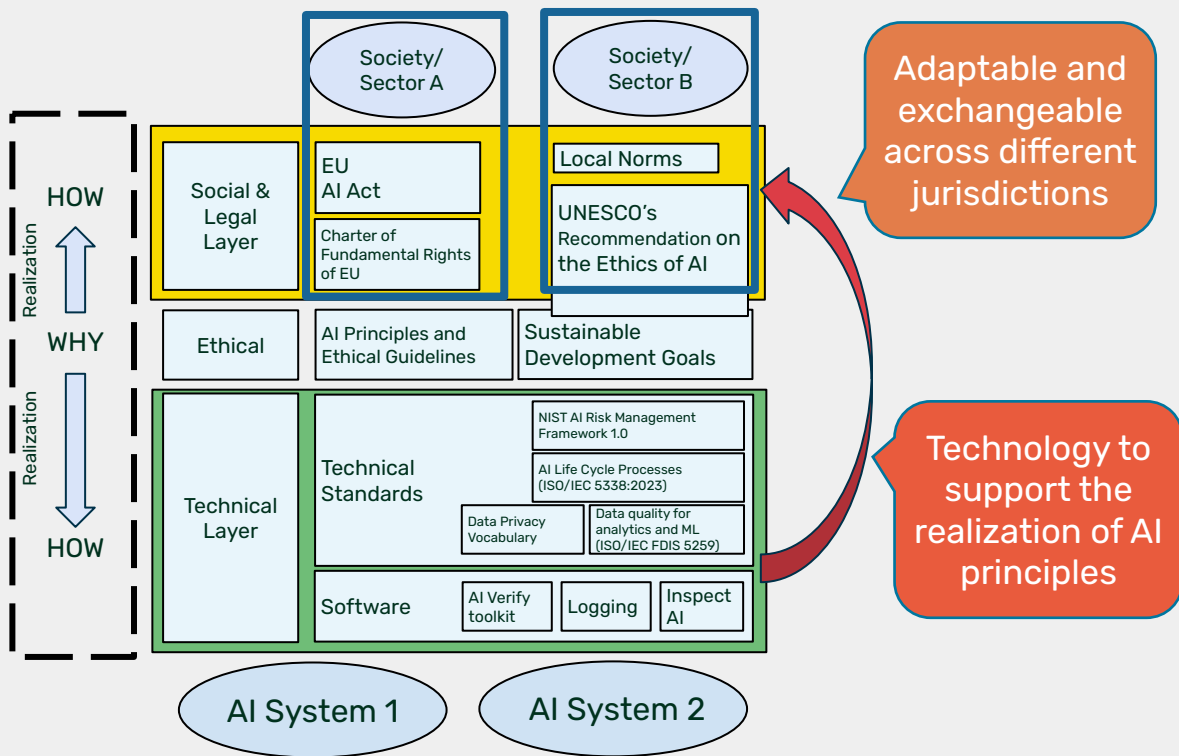 Society/
Sector A
Society/
Sector B
Adaptable and
exchangeable
across different
jurisdictions
HOW
Realization
WHY
Realization
HOW
Social &
Legal
Layer
EU
AI Act
Charter of
Fundamental Rights
of EU
Local Norms
UNESCO's
Recommendation on
the Ethics of AI
Ethical
AI Principles and
Ethical Guidelines
Sustainable
Development Goals
Technical
Layer
Technical
Standards
NIST AI Risk Management
Framework 1.0
AI Life Cycle Processes
(ISO/IEC 5338:2023)
Data Privacy
Vocabulary
Data quality for
analytics and ML
(ISO/IEC FDIS 5259)
Software
AI Verify
toolkit
Logging
Inspect
AI
Technology to
support the
realization of AI
principles
AI System 1
AI System 2